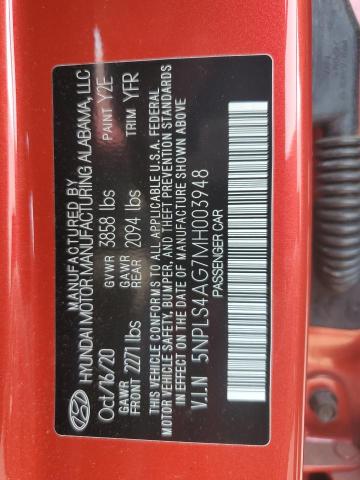 MANUFACTURED BY
HYUNDAI MOTOR MANUFACTURING ALABAMA, LLC
Oct/16/20 GVWR 3858 lbs PAINT Y2E
GAWR FRONT 2271 lbs GAWR REAR 2094 lbs TRIM YFR
THIS VEHICLE CONFORMS TO ALL APPLICABLE U.S.A. FEDERAL
MOTOR VEHICLE SAFETY, BUMPER, AND THEFT PREVENTION STANDARDS
IN EFFECT ON THE DATE OF MANUFACTURE SHOWN ABOVE.
V.I.N 5NPLS4AG7MH003948
PASSENGER CAR